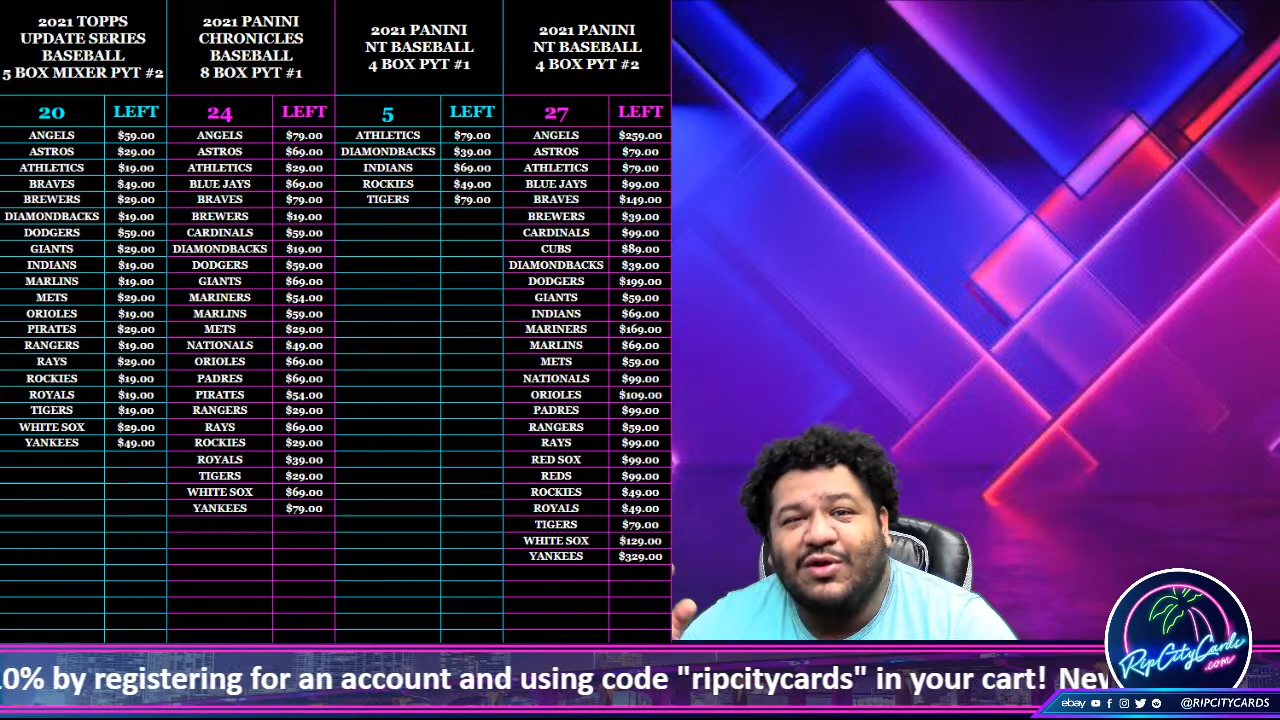 2021 TOPPS
UPDATE SERIES
BASEBALL
5 BOX MIXER PYT #2
20 LEFT
ANGELS $59.00
ASTROS $29.00
ATHLETICS $19.00
BRAVES $49.00
BREWERS $29.00
DIAMONDBACKS $19.00
DODGERS $59.00
GIANTS $29.00
INDIANS $19.00
MARLINS $19.00
METS $29.00
ORIOLES $19.00
PIRATES $29.00
RANGERS $19.00
RAYS $29.00
ROCKIES $19.00
ROYALS $19.00
TIGERS $19.00
WHITE SOX $29.00
YANKEES $49.00
2021 PANINI
CHRONICLES
BASEBALL
8 BOX PYT #1
24 LEFT
ANGELS $79.00
ASTROS $69.00
ATHLETICS $29.00
BLUE JAYS $69.00
BRAVES $79.00
BREWERS $19.00
CARDINALS $59.00
DIAMONDBACKS $19.00
DODGERS $59.00
GIANTS $69.00
MARINERS $54.00
MARLINS $59.00
METS $29.00
NATIONALS $49.00
ORIOLES $69.00
PADRES $69.00
PIRATES $54.00
RANGERS $29.00
RAYS $69.00
ROCKIES $29.00
ROYALS $39.00
TIGERS $29.00
WHITE SOX $69.00
YANKEES $79.00
2021 PANINI
NT BASEBALL
4 BOX PYT #1
5 LEFT
ATHLETICS $79.00
DIAMONDBACKS $39.00
INDIANS $69.00
ROCKIES $49.00
TIGERS $79.00
2021 PANINI
NT BASEBALL
4 BOX PYT #2
27 LEFT
ANGELS $259.00
ASTROS $79.00
ATHLETICS $79.00
BLUE JAYS $99.00
BRAVES $149.00
BREWERS $39.00
CARDINALS $99.00
CUBS $89.00
DIAMONDBACKS $39.00
DODGERS $199.00
GIANTS $59.00
INDIANS $69.00
MARINERS $169.00
MARLINS $69.00
METS $59.00
NATIONALS $99.00
ORIOLES $109.00
PADRES $99.00
RANGERS $59.00
RAYS $99.00
RED SOX $99.00
REDS $99.00
ROCKIES $49.00
ROYALS $49.00
TIGERS $79.00
WHITE SOX $129.00
YANKEES $329.00
0% by registering for an account and using code "ripcitycards" in your cart! Nev
RipCityCards
.com
ebay @RIPCITYCARDS